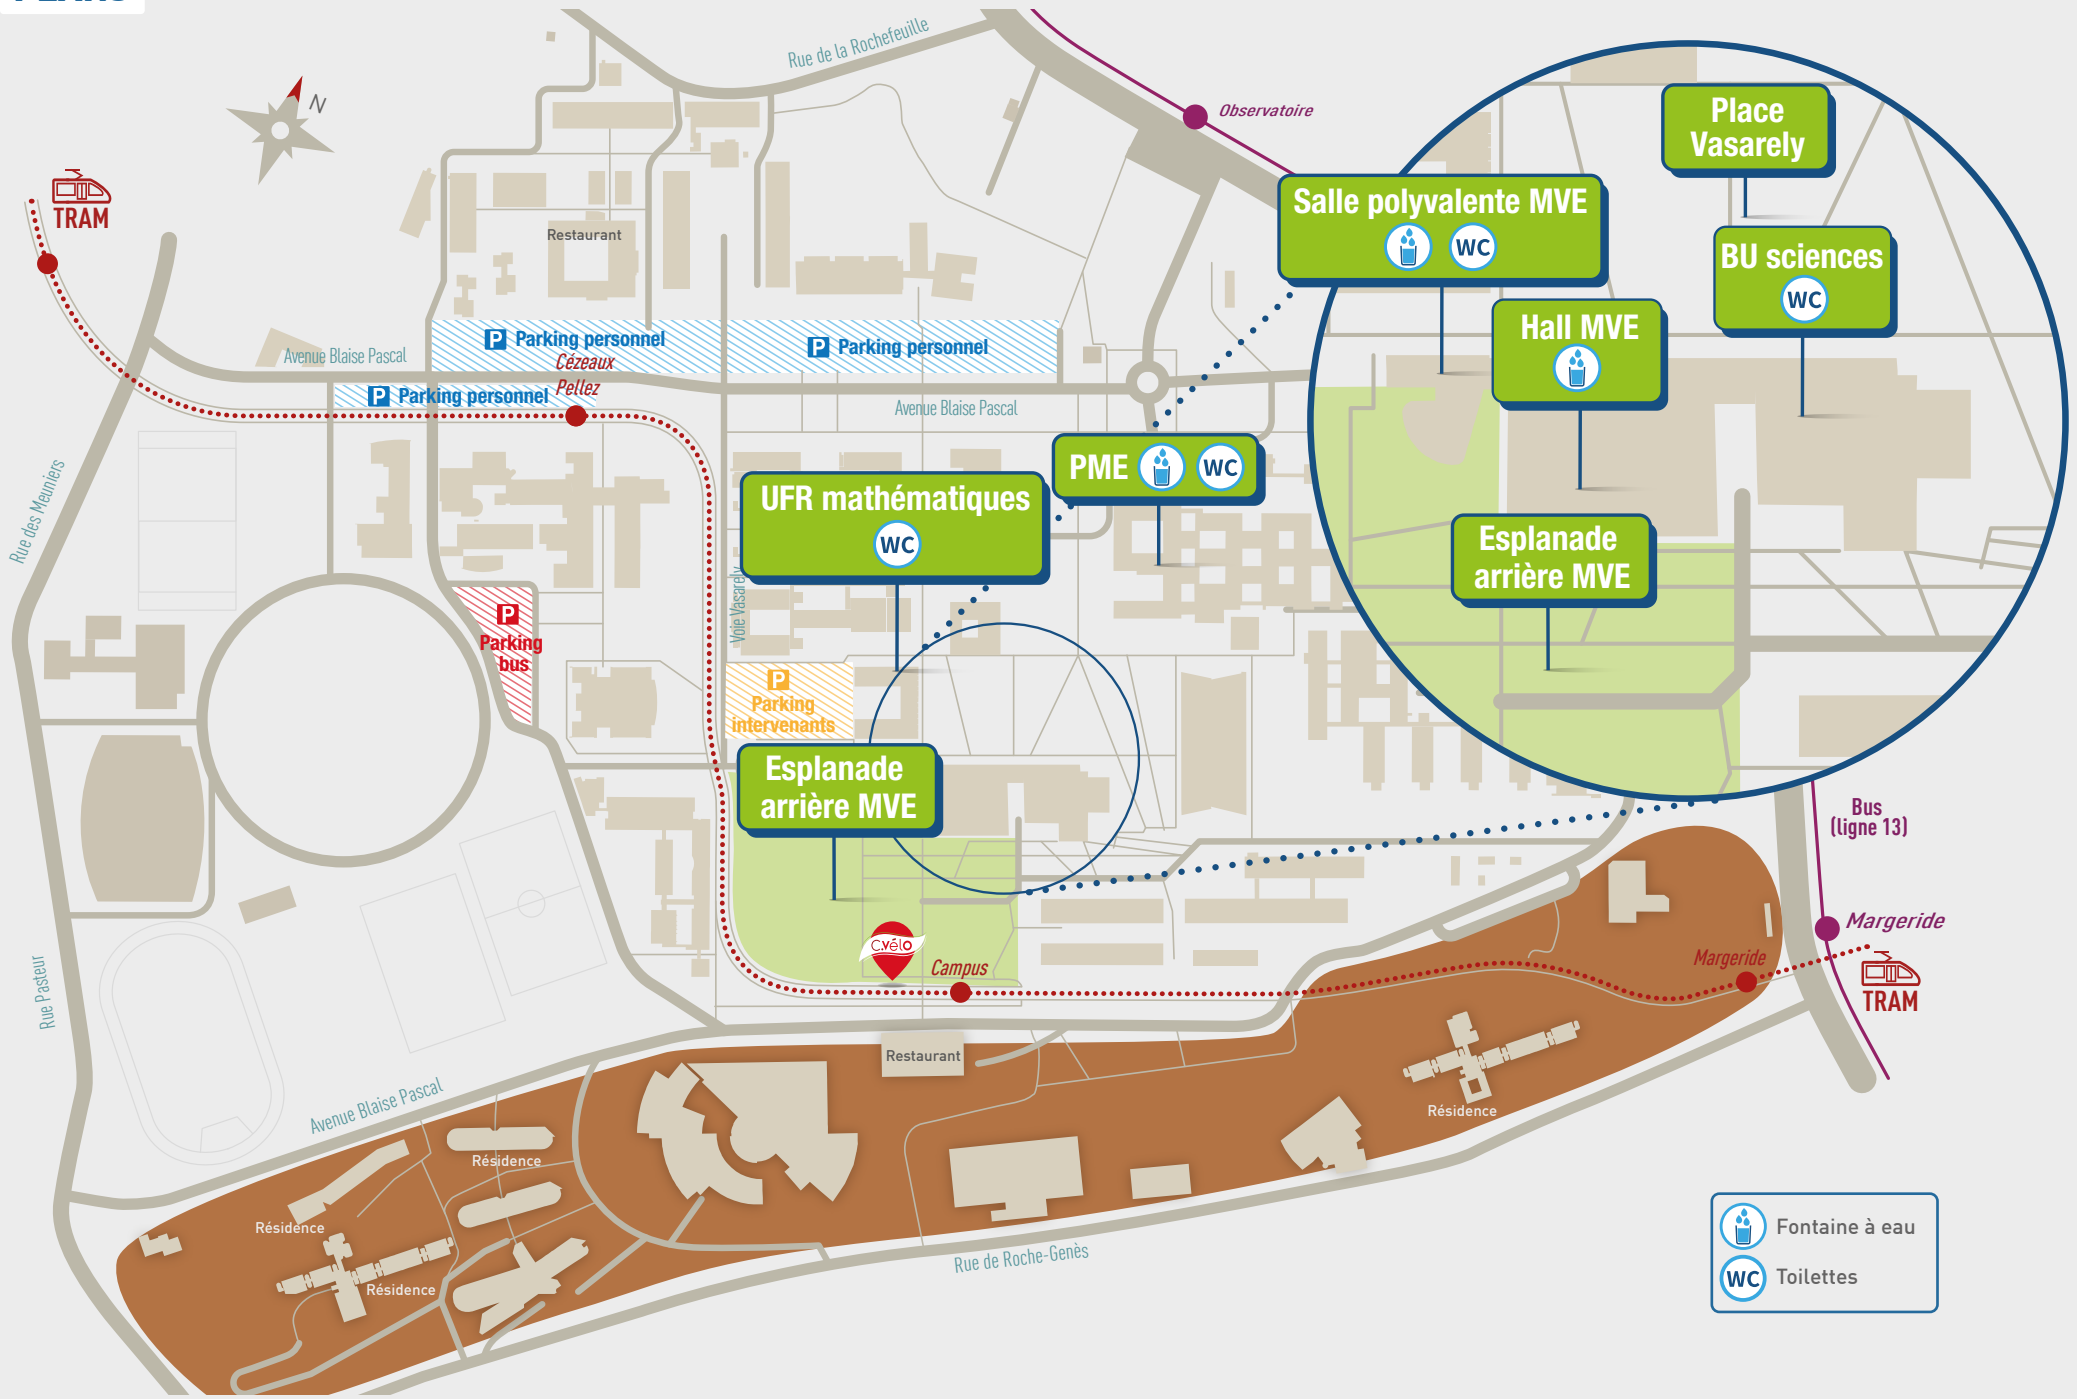 Rue de la Rochefeuille
N
Observatoire
TRAM
Restaurant
Place
Vasarely
Salle polyvalente MVE
WC
BU sciences
WC
Hall MVE
P Parking personnel
P Parking personnel
Avenue Blaise Pascal
Cézeaux
Pellez
P Parking personnel
Avenue Blaise Pascal
Rue des Meuniers
PME WC
UFR mathématiques
WC
Voie Vasarely
Esplanade
arrière MVE
P
Parking
bus
P
Parking
intervenants
Esplanade
arrière MVE
Bus
(ligne 13)
Margeride
Margeride
TRAM
C.vélo
Campus
Rue Pasteur
Restaurant
Avenue Blaise Pascal
Résidence
Résidence
Résidence
Résidence
Rue de Roche-Genès
Fontaine à eau
WC Toilettes